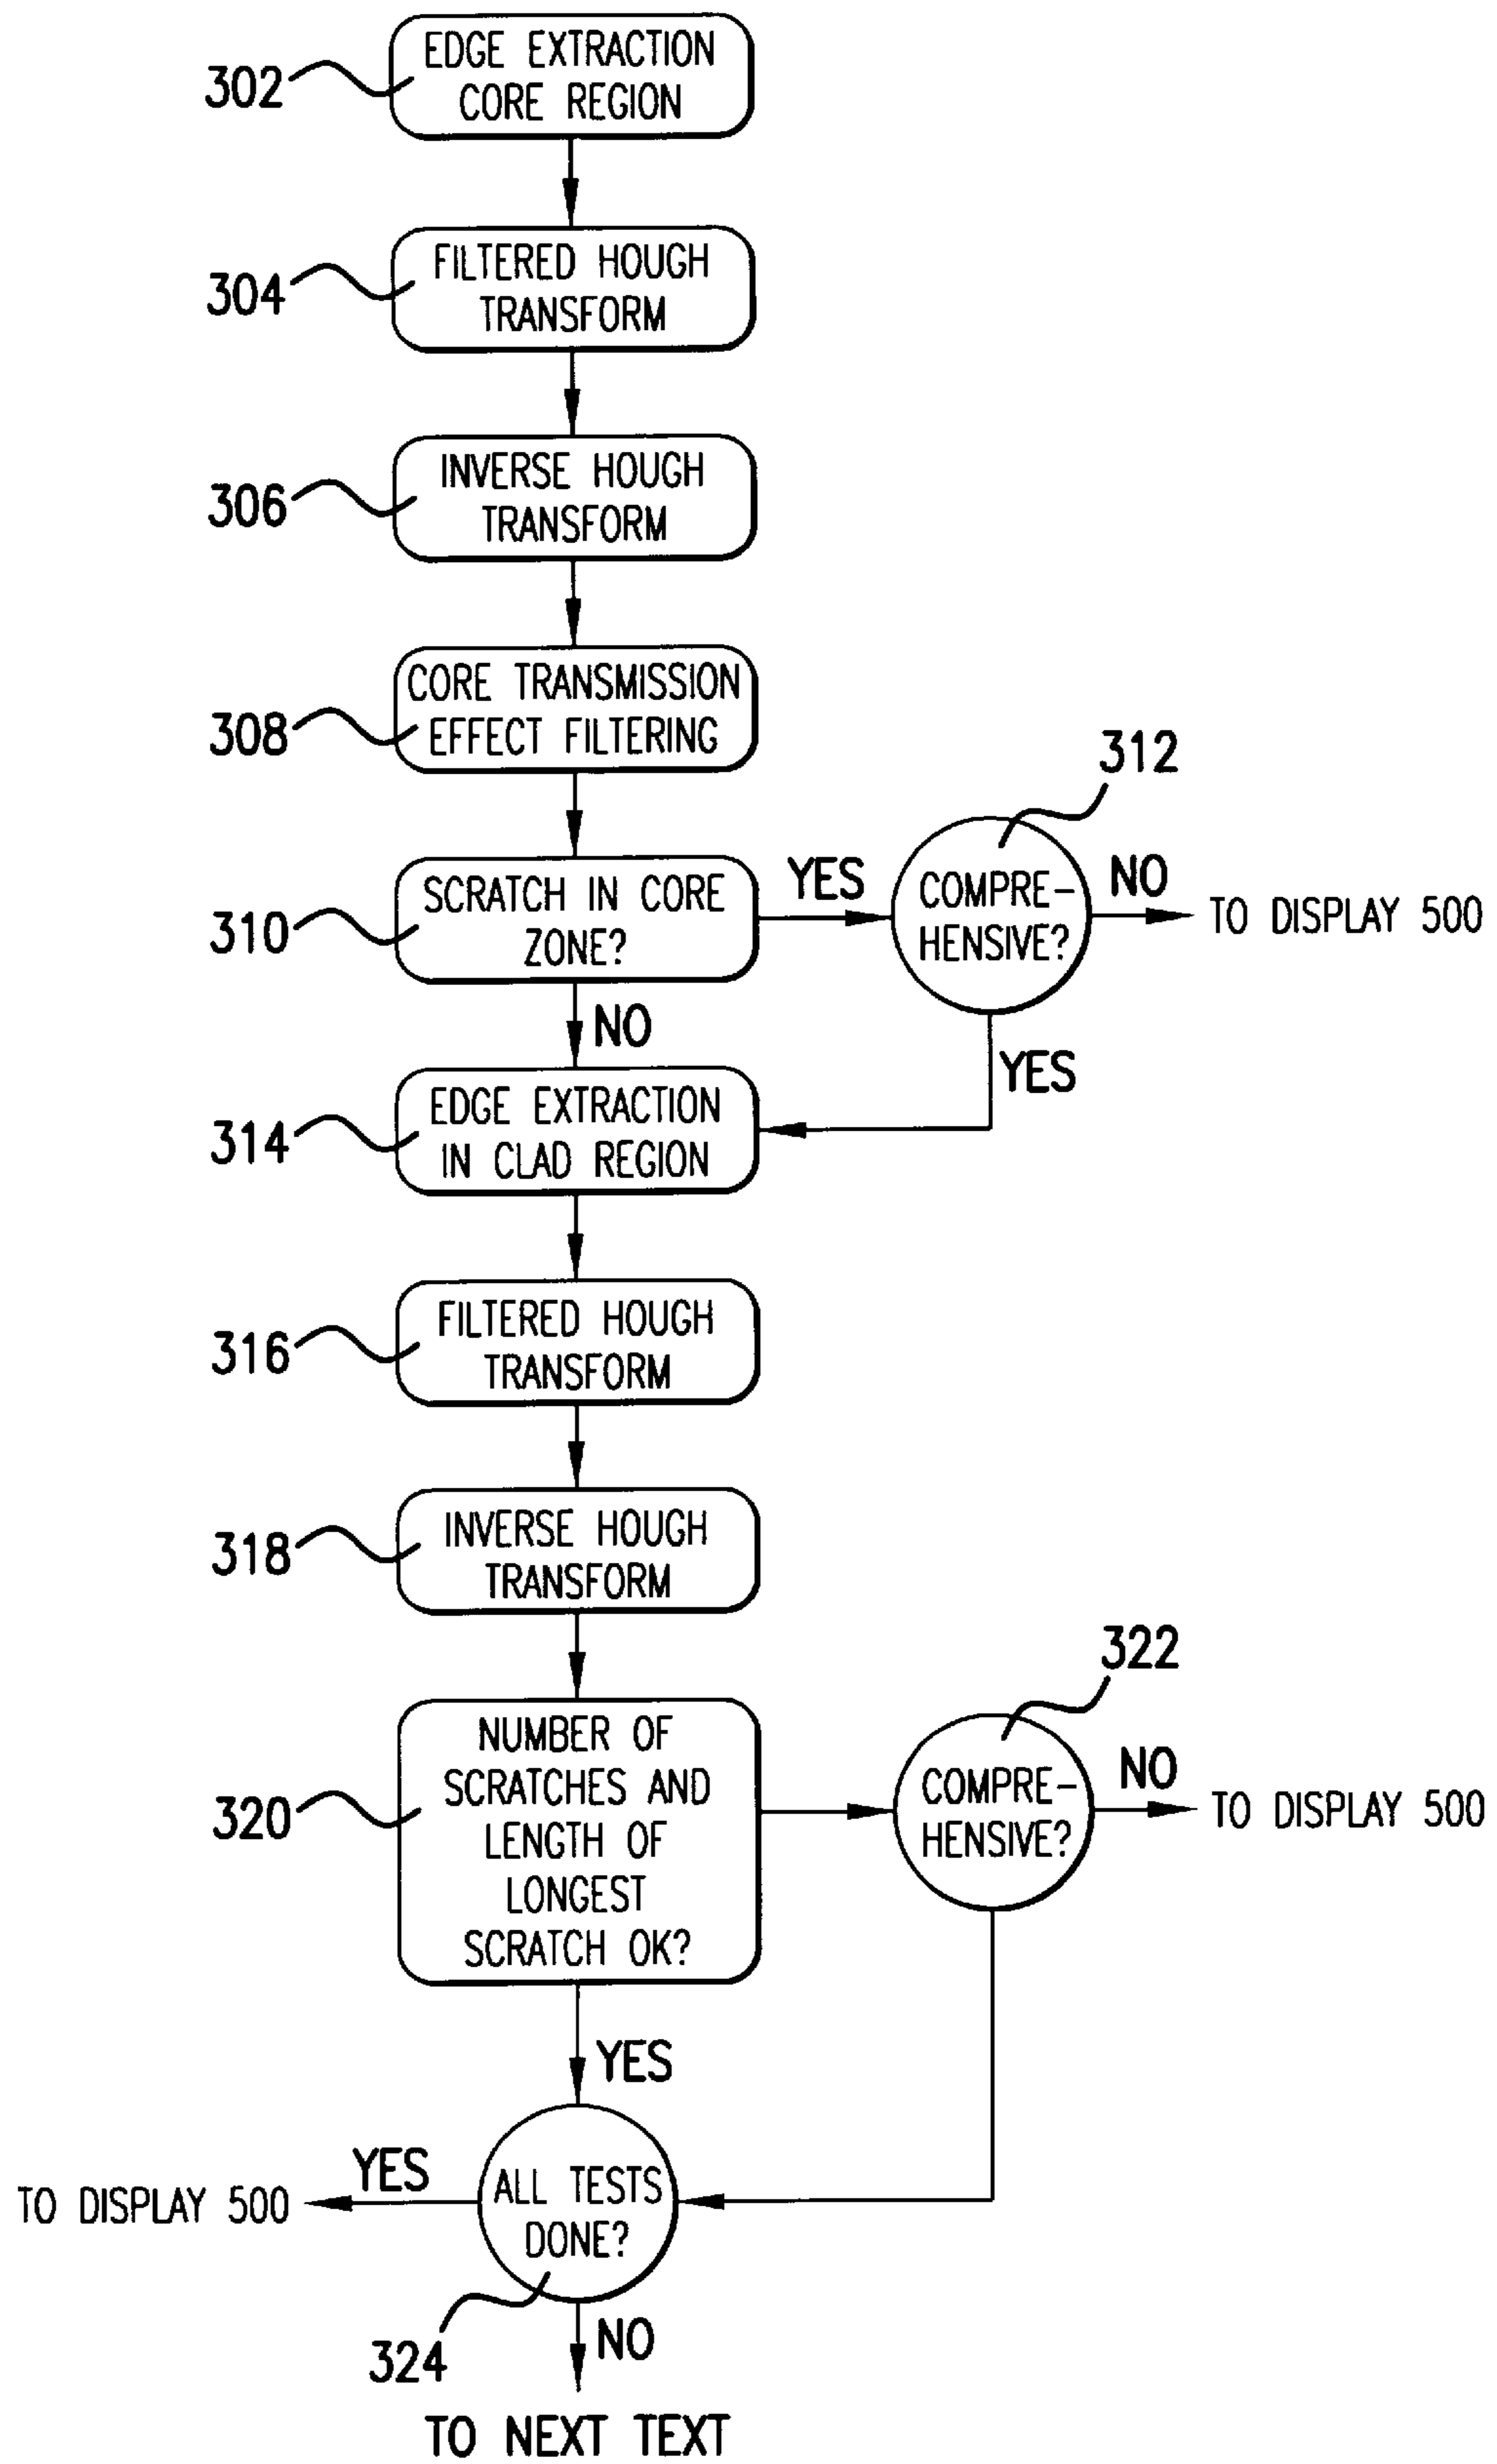 EDGE EXTRACTION
CORE REGION
302
FILTERED HOUGH
TRANSFORM
304
INVERSE HOUGH
TRANSFORM
306
CORE TRANSMISSION
EFFECT FILTERING
308
312
SCRATCH IN CORE
ZONE?
310
YES
COMPRE-
HENSIVE?
NO
TO DISPLAY 500
NO
YES
EDGE EXTRACTION
IN CLAD REGION
314
FILTERED HOUGH
TRANSFORM
316
INVERSE HOUGH
TRANSFORM
318
322
NUMBER OF
SCRATCHES AND
LENGTH OF
LONGEST
SCRATCH OK?
320
COMPRE-
HENSIVE?
NO
TO DISPLAY 500
YES
YES
TO DISPLAY 500
ALL TESTS
DONE?
324
NO
TO NEXT TEXT